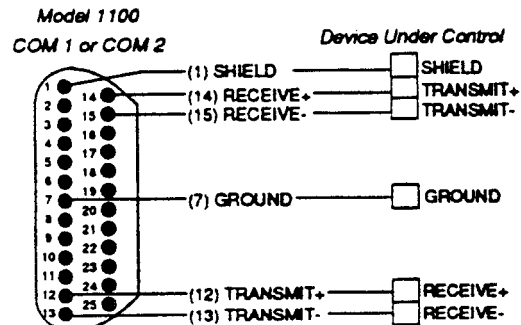 Model 1100
COM 1 or COM 2
Device Under Control
(1) SHIELD
SHIELD
(14) RECEIVE+
TRANSMIT+
(15) RECEIVE-
TRANSMIT-
(7) GROUND
GROUND
(12) TRANSMIT+
RECEIVE+
(13) TRANSMIT-
RECEIVE-
1
2
3
4
5
6
7
8
9
10
11
12
13
14
15
16
17
18
19
20
21
22
23
24
25